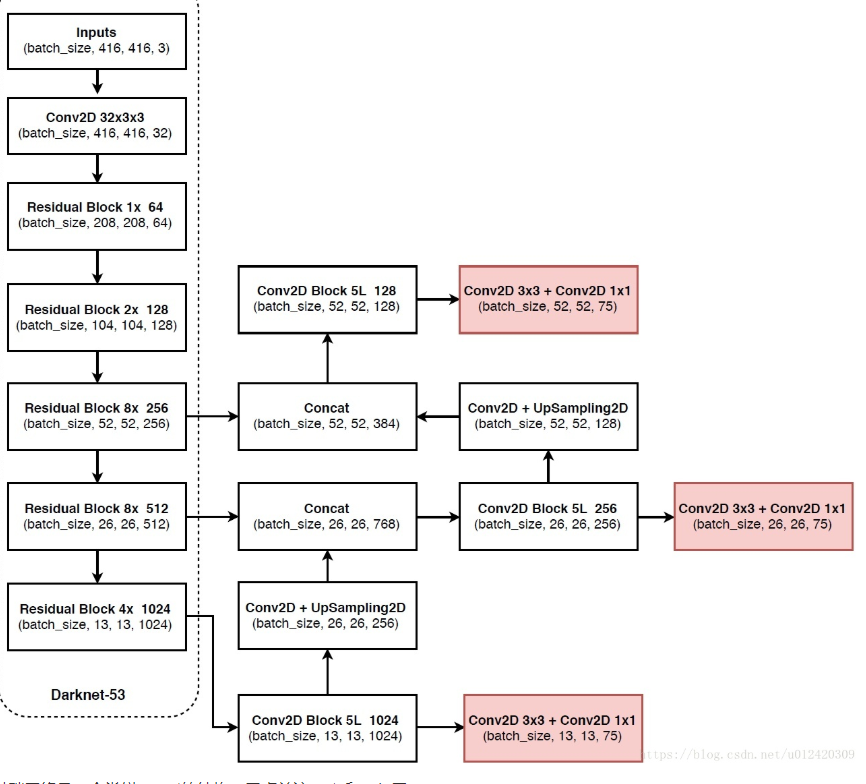 Inputs
(batch_size, 416, 416, 3)
Conv2D 32x3x3
(batch_size, 416, 416, 32)
Residual Block 1x 64
(batch_size, 208, 208, 64)
Residual Block 2x 128
(batch_size, 104, 104, 128)
Residual Block 8x 256
(batch_size, 52, 52, 256)
Residual Block 8x 512
(batch_size, 26, 26, 512)
Residual Block 4x 1024
(batch_size, 13, 13, 1024)
Darknet-53
Conv2D Block 5L 128
(batch_size, 52, 52, 128)
Conv2D 3x3 + Conv2D 1x1
(batch_size, 52, 52, 75)
Concat
(batch_size, 52, 52, 384)
Conv2D + UpSampling2D
(batch_size, 52, 52, 128)
Concat
(batch_size, 26, 26, 768)
Conv2D Block 5L 256
(batch_size, 26, 26, 256)
Conv2D 3x3 + Conv2D 1x1
(batch_size, 26, 26, 75)
Conv2D + UpSampling2D
(batch_size, 26, 26, 256)
Conv2D Block 5L 1024
(batch_size, 13, 13, 1024)
Conv2D 3x3 + Conv2D 1x1
(batch_size, 13, 13, 75)
https://blog.csdn.net/u012420309